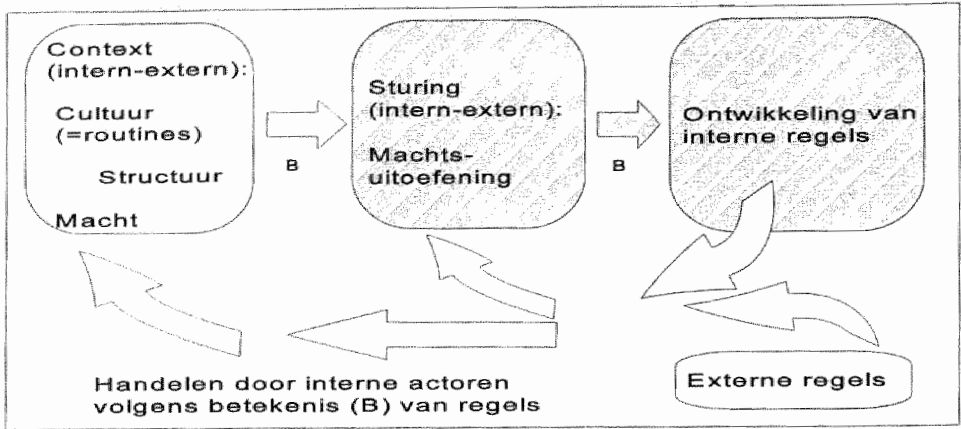 Context
(intern-extern):
Cultuur
(=routines)
Structuur
Macht
B
Sturing
(intern-extern):
Machts-
uitoefening
B
Ontwikkeling van
interne regels
Handelen door interne actoren
volgens betekenis (B) van regels
Externe regels